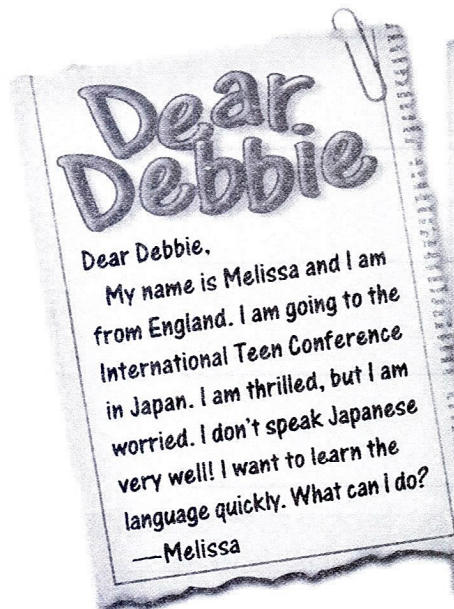 Dear
Debbie
Dear Debbie,
My name is Melissa and I am
from England. I am going to the
International Teen Conference
in Japan. I am thrilled, but I am
worried. I don't speak Japanese
very well! I want to learn the
language quickly. What can I do?
—Melissa